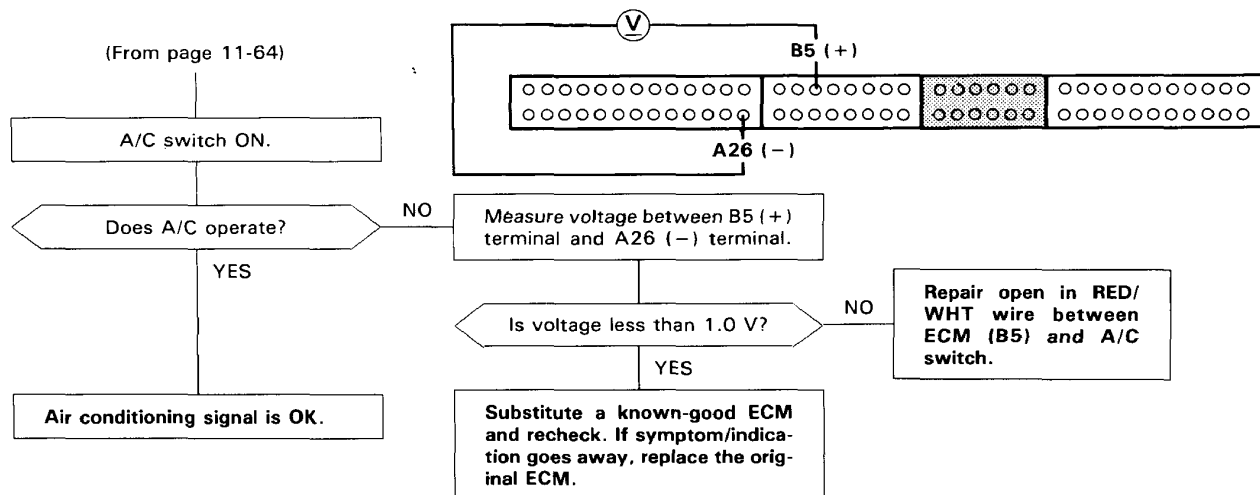 (From page 11-64)
V
B5 (+)
A26 (−)
A/C switch ON.
Does A/C operate?
NO
YES
Measure voltage between B5 (+)
terminal and A26 (−) terminal.
Is voltage less than 1.0 V?
NO
YES
Repair open in RED/
WHT wire between
ECM (B5) and A/C
switch.
Air conditioning signal is OK.
Substitute a known-good ECM
and recheck. If symptom/indica-
tion goes away, replace the orig-
inal ECM.